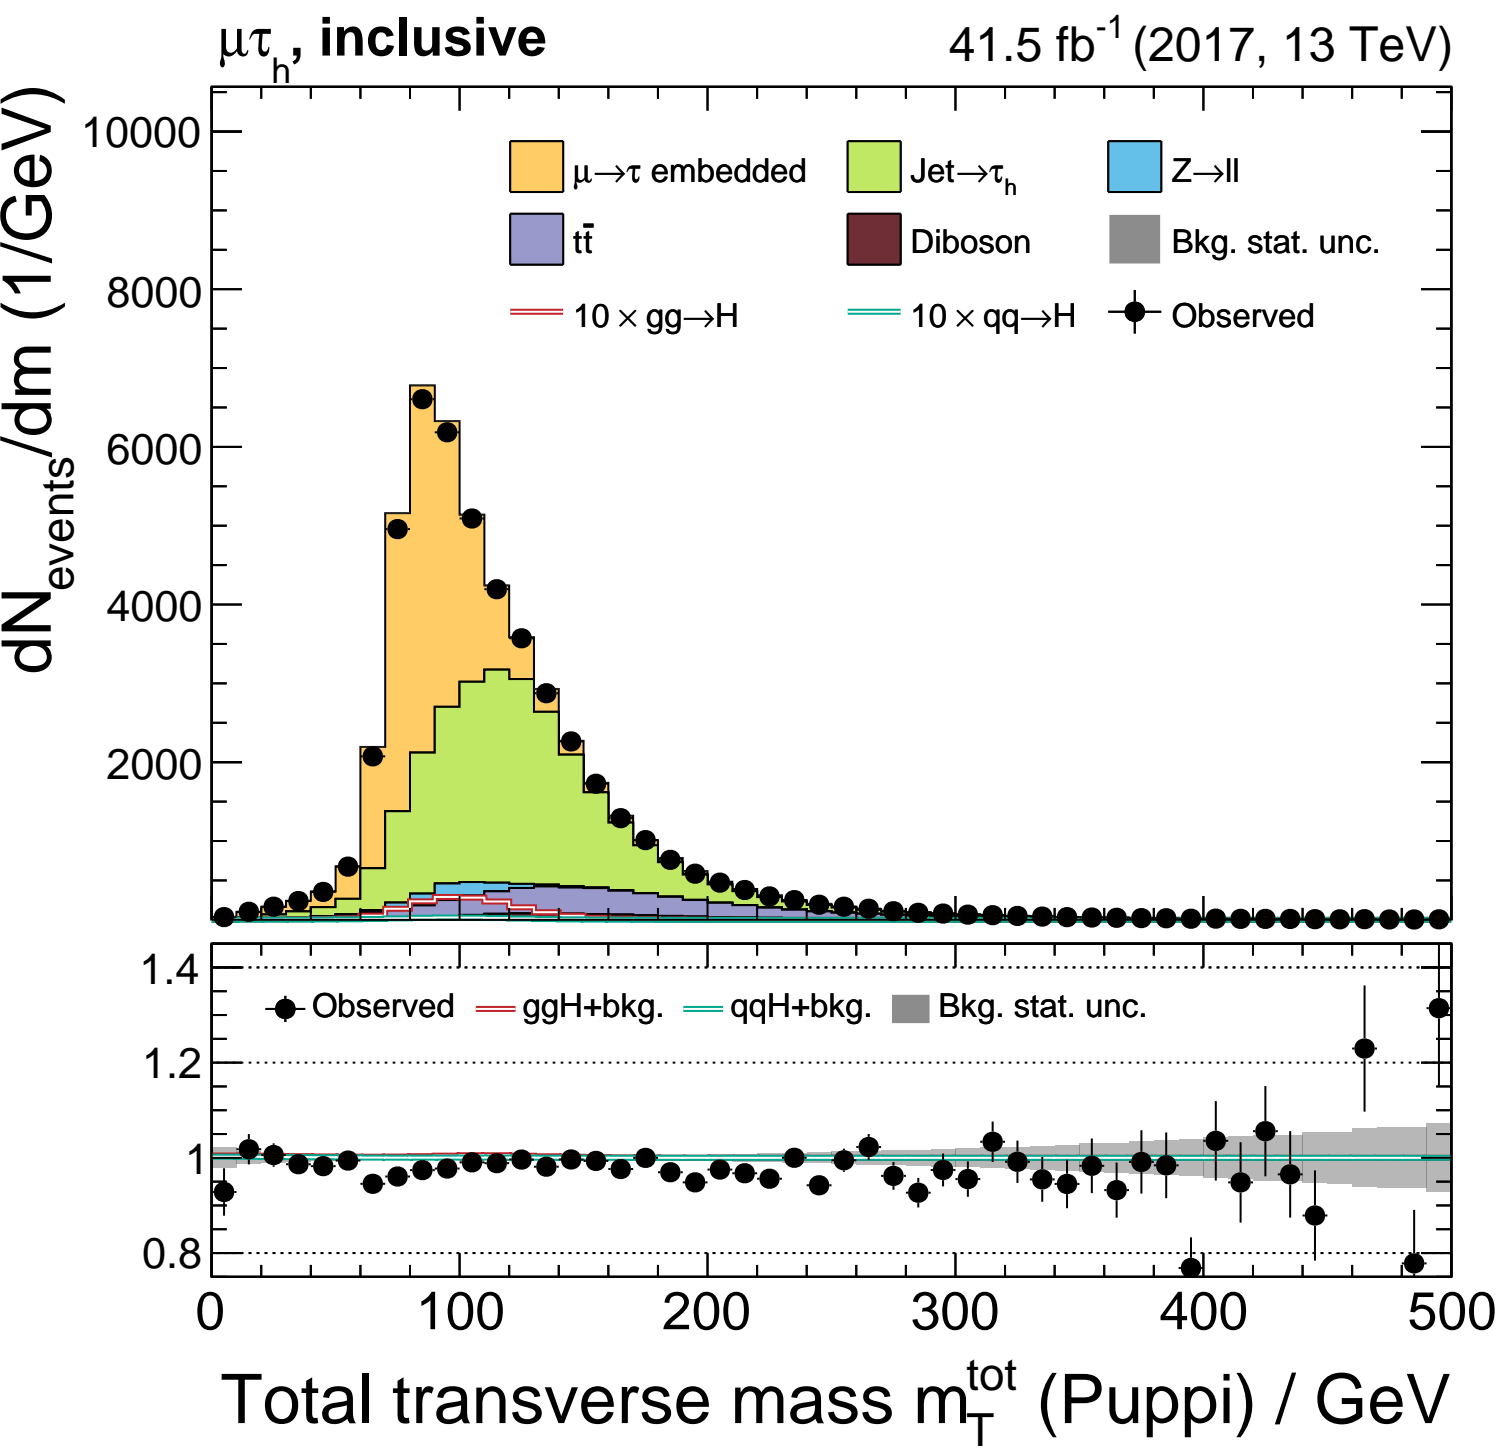 μτh, inclusive 41.5 fb-1 (2017, 13 TeV)
dNevents/dm (1/GeV)
10000
8000
6000
4000
2000
μ→τ embedded Jet→τh Z→ll
tt̄ Diboson Bkg. stat. unc.
10 × gg→H 10 × qq→H Observed
1.4
1.2
1
0.8
Observed ggH+bkg. qqH+bkg. Bkg. stat. unc.
0 100 200 300 400 500
Total transverse mass mTtot (Puppi) / GeV